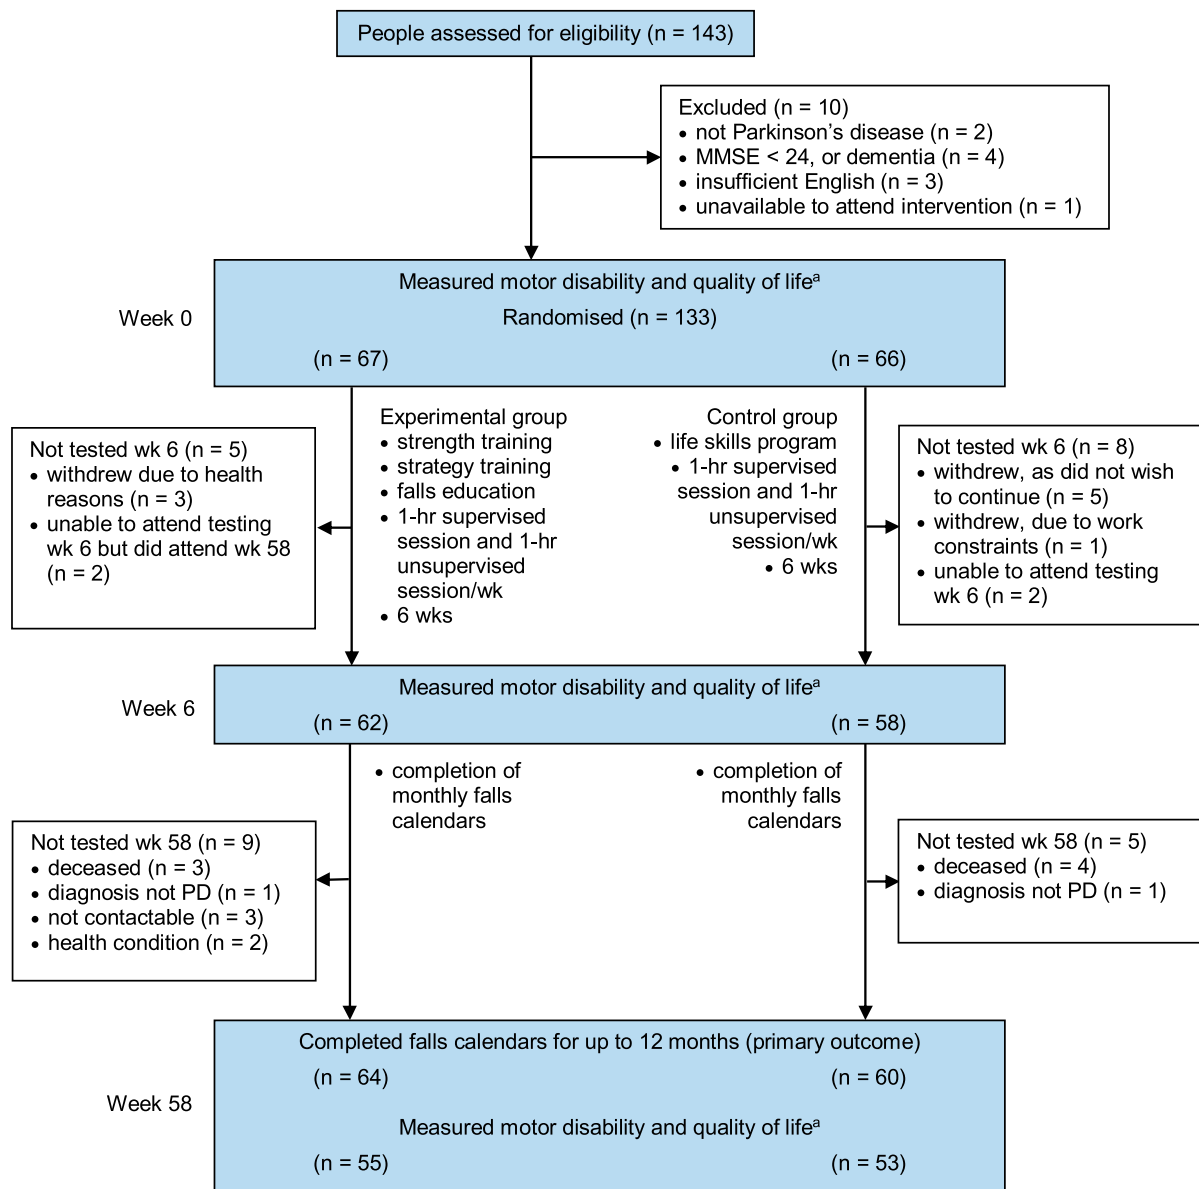 People assessed for eligibility (n = 143)
Excluded (n = 10)
• not Parkinson’s disease (n = 2)
• MMSE < 24, or dementia (n = 4)
• insufficient English (n = 3)
• unavailable to attend intervention (n = 1)
Week 0
Measured motor disability and quality of lifeᵃ
Randomised (n = 133)
(n = 67)
(n = 66)
Not tested wk 6 (n = 5)
• withdrew due to health
reasons (n = 3)
• unable to attend testing
wk 6 but did attend wk 58
(n = 2)
Experimental group
• strength training
• strategy training
• falls education
• 1-hr supervised
session and 1-hr
unsupervised
session/wk
• 6 wks
Control group
• life skills program
• 1-hr supervised
session and 1-hr
unsupervised
session/wk
• 6 wks
Not tested wk 6 (n = 8)
• withdrew, as did not wish
to continue (n = 5)
• withdrew, due to work
constraints (n = 1)
• unable to attend testing
wk 6 (n = 2)
Week 6
Measured motor disability and quality of lifeᵃ
(n = 62)
(n = 58)
• completion of
monthly falls
calendars
• completion of
monthly falls
calendars
Not tested wk 58 (n = 9)
• deceased (n = 3)
• diagnosis not PD (n = 1)
• not contactable (n = 3)
• health condition (n = 2)
Not tested wk 58 (n = 5)
• deceased (n = 4)
• diagnosis not PD (n = 1)
Week 58
Completed falls calendars for up to 12 months (primary outcome)
(n = 64)
(n = 60)
Measured motor disability and quality of lifeᵃ
(n = 55)
(n = 53)